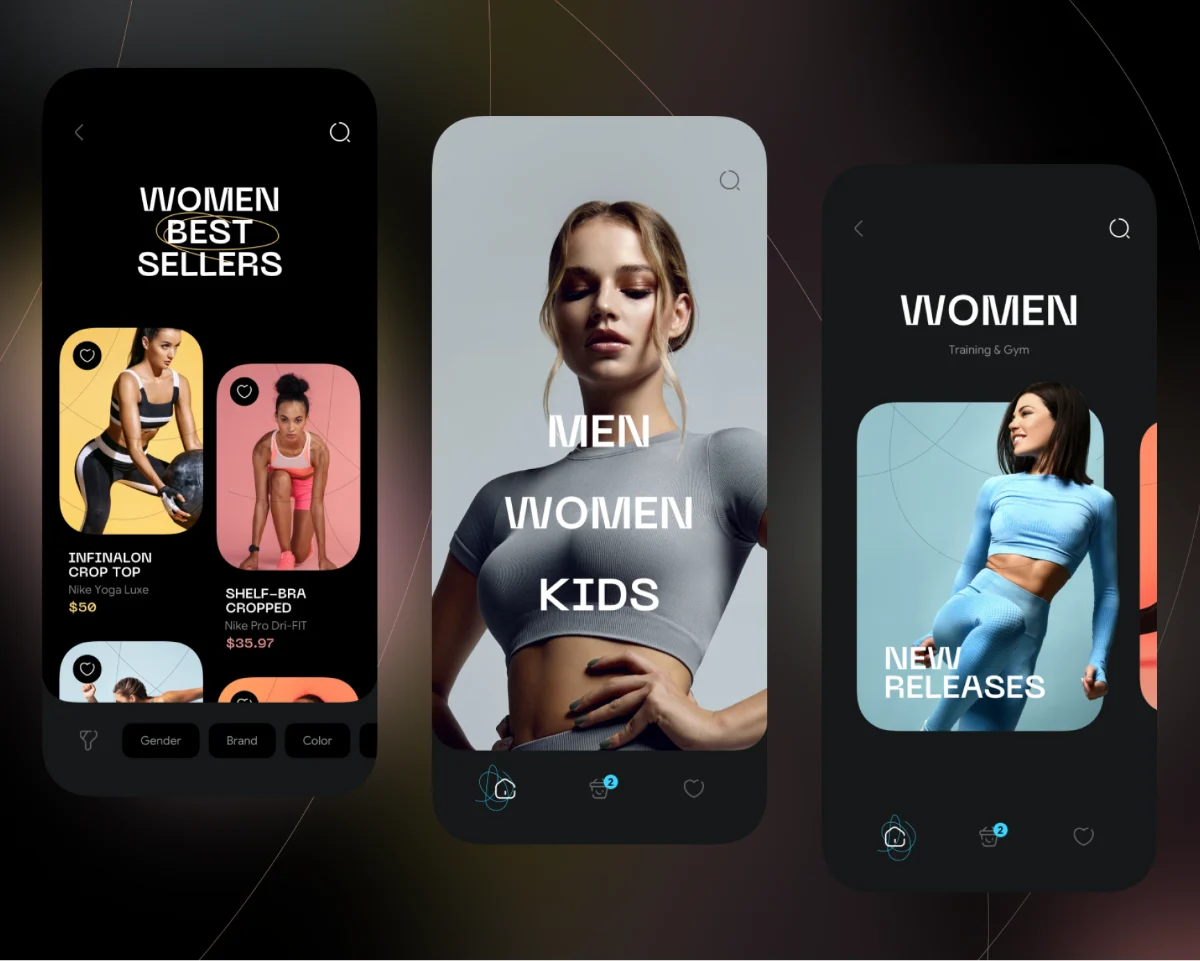 WOMEN
BEST
SELLERS
INFINALON
CROP TOP
Nike Yoga Luxe
$50
SHELF-BRA
CROPPED
Nike Pro Dri-FIT
$35.97
Gender
Brand
Color
MEN
WOMEN
KIDS
2
WOMEN
Training & Gym
NEW
RELEASES
2